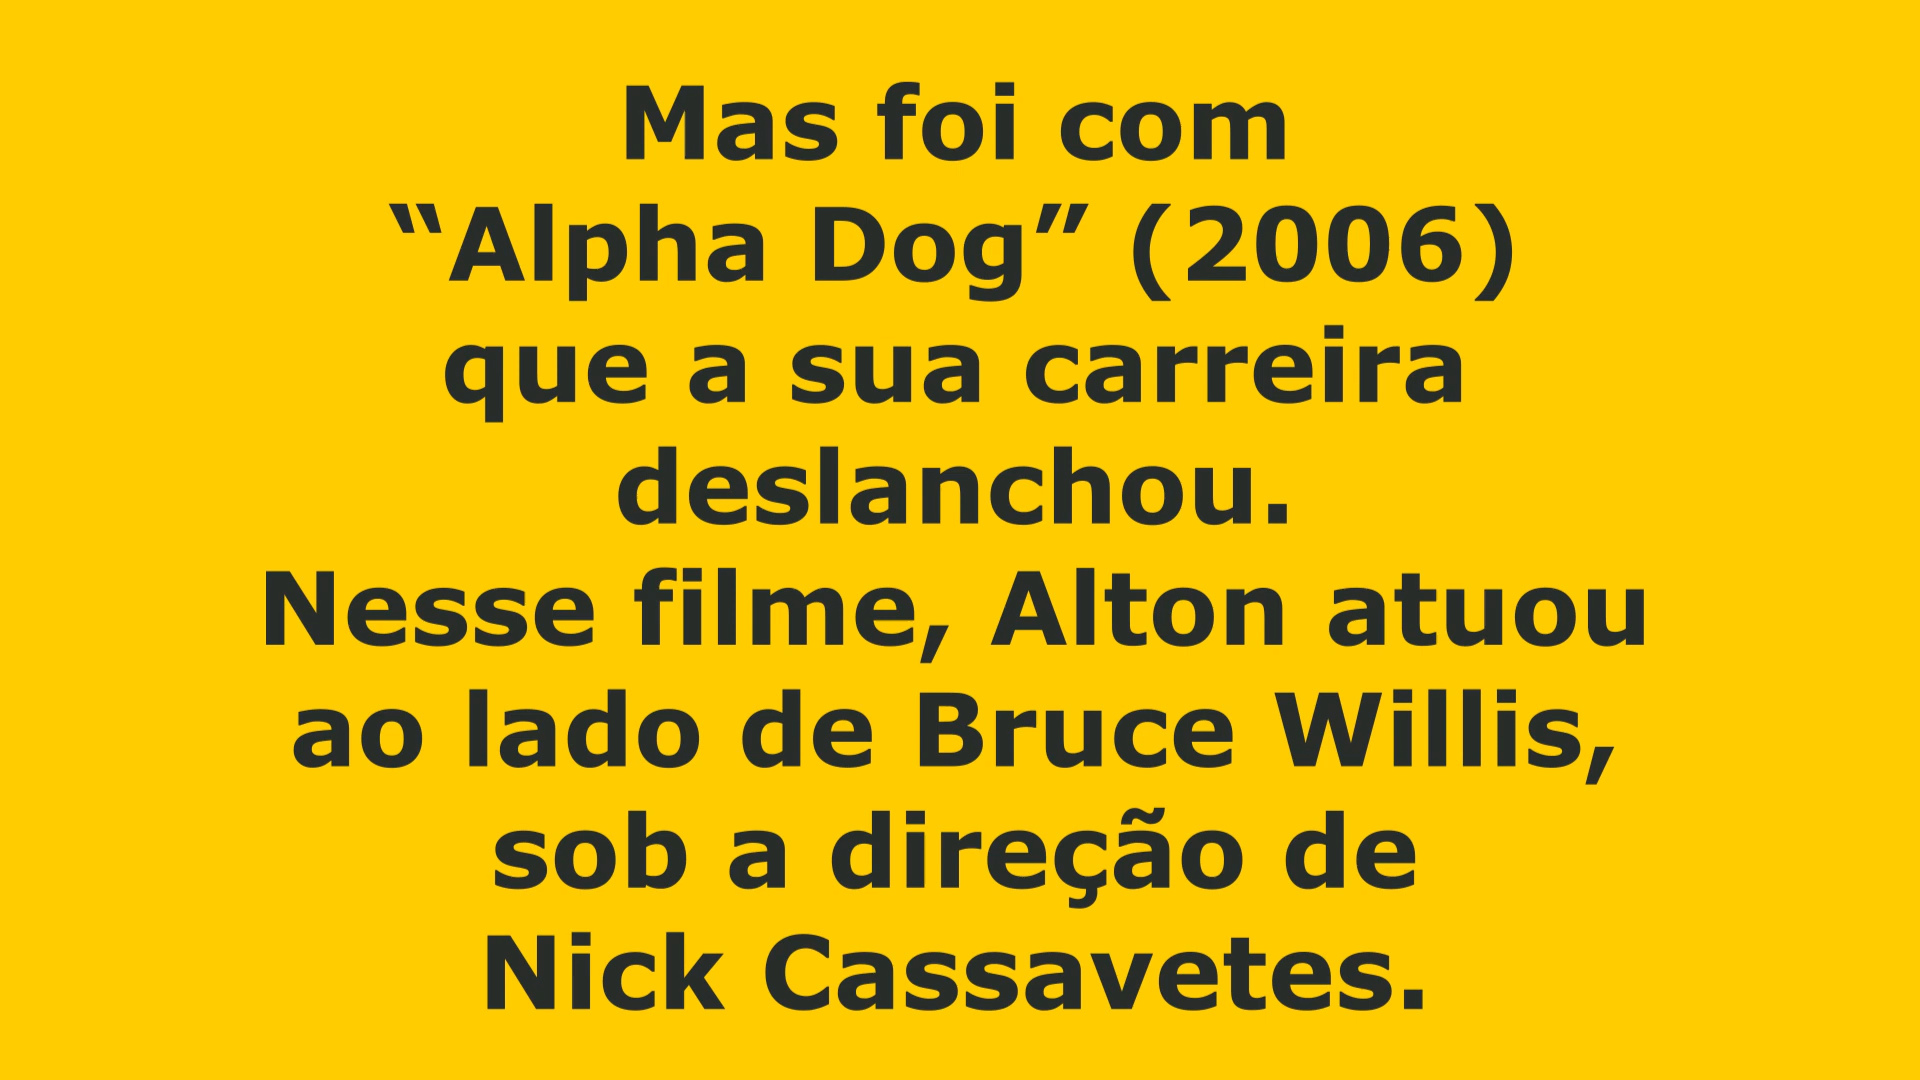 Mas foi com
“Alpha Dog” (2006)
que a sua carreira
deslanchou.
Nesse filme, Alton atuou
ao lado de Bruce Willis,
sob a direção de
Nick Cassavetes.